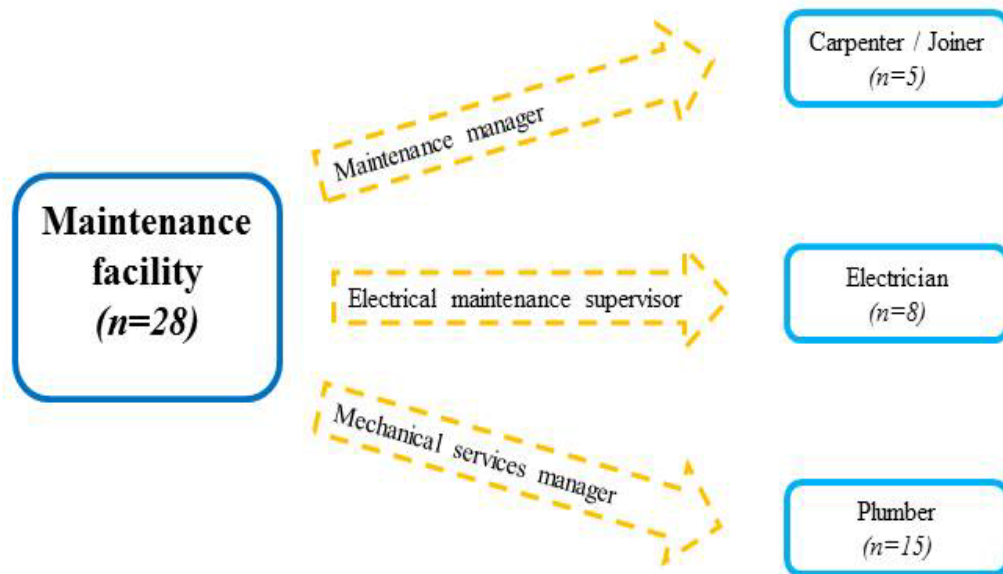 Maintenance
facility
(n=28)
Maintenance manager
Carpenter / Joiner
(n=5)
Electrical maintenance supervisor
Electrician
(n=8)
Mechanical services manager
Plumber
(n=15)